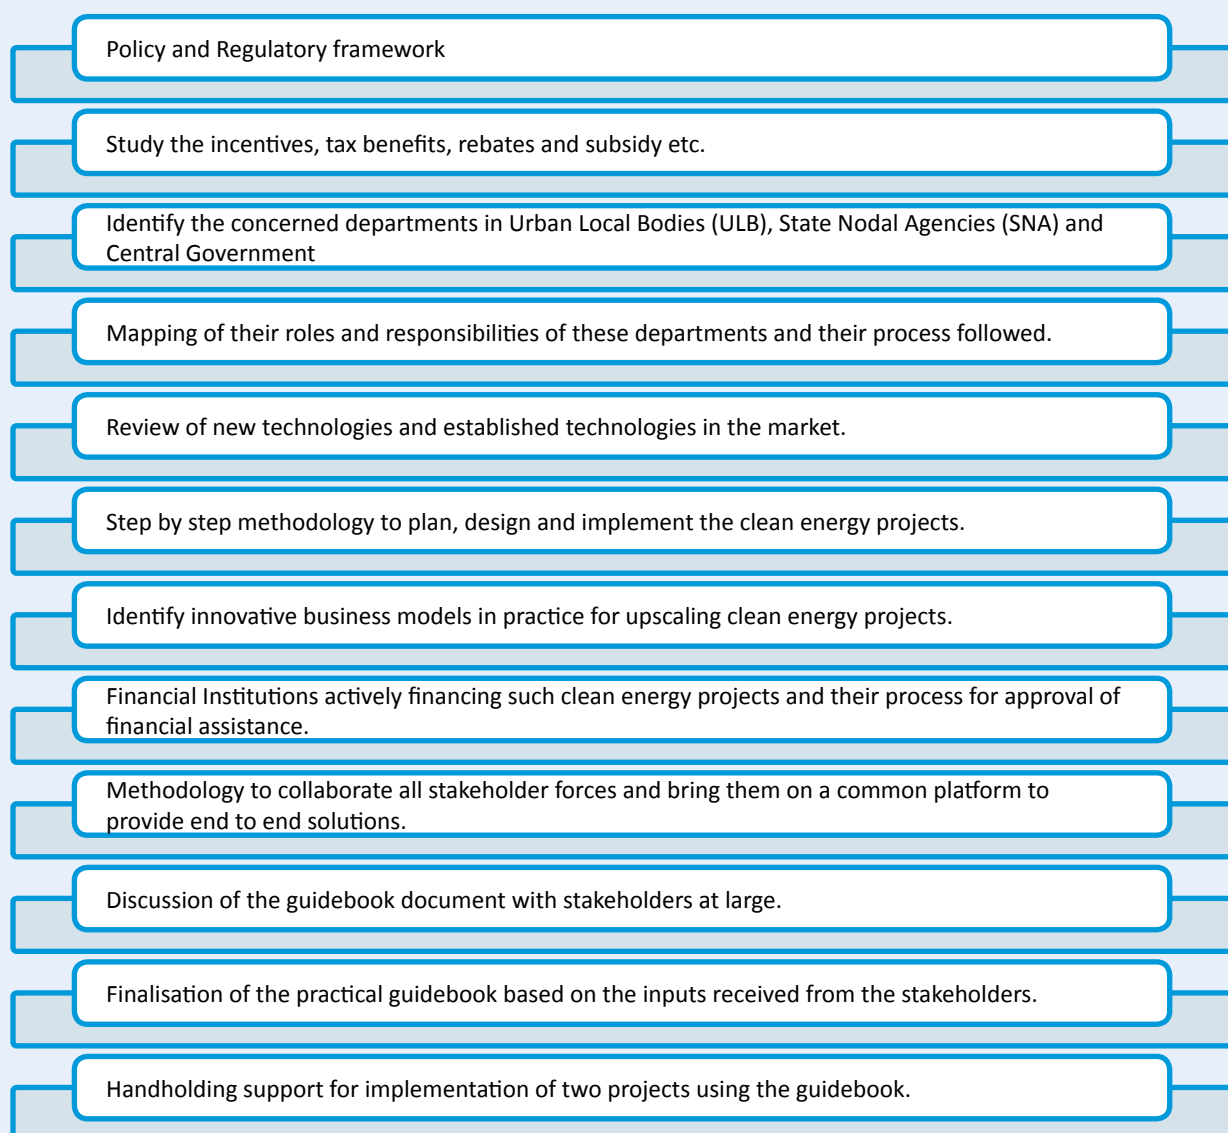 Policy and Regulatory framework
Study the incentives, tax benefits, rebates and subsidy etc.
Identify the concerned departments in Urban Local Bodies (ULB), State Nodal Agencies (SNA) and
Central Government
Mapping of their roles and responsibilities of these departments and their process followed.
Review of new technologies and established technologies in the market.
Step by step methodology to plan, design and implement the clean energy projects.
Identify innovative business models in practice for upscaling clean energy projects.
Financial Institutions actively financing such clean energy projects and their process for approval of
financial assistance.
Methodology to collaborate all stakeholder forces and bring them on a common platform to
provide end to end solutions.
Discussion of the guidebook document with stakeholders at large.
Finalisation of the practical guidebook based on the inputs received from the stakeholders.
Handholding support for implementation of two projects using the guidebook.